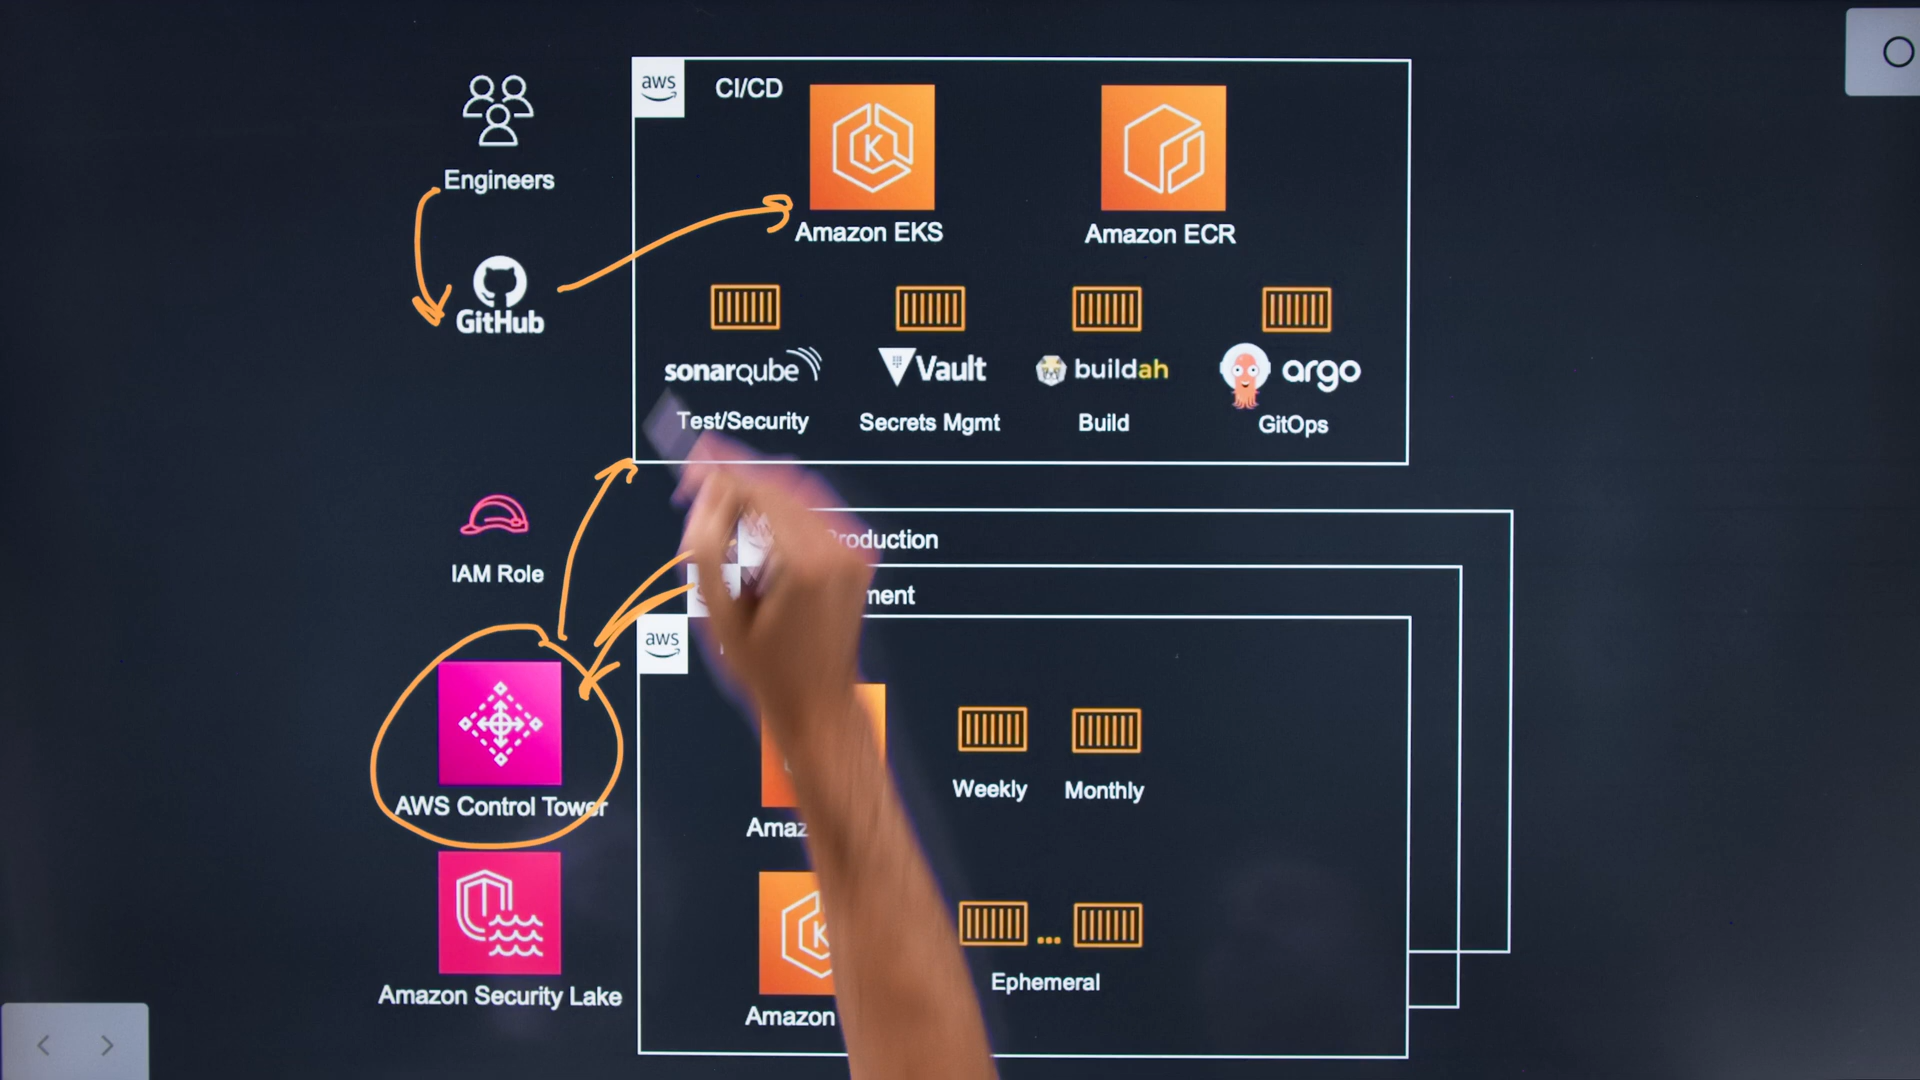 Engineers
GitHub
aws CI/CD
Amazon EKS
Amazon ECR
sonarqube
Test/Security
Vault
Secrets Mgmt
buildah
Build
argo
GitOps
IAM Role
AWS Control Tower
Amazon Security Lake
roduction
ment
aws
Weekly Monthly
Amaz
Ephemeral
Amazon